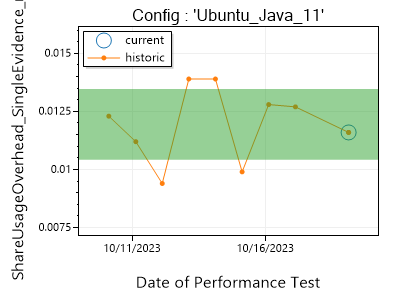 Config : 'Ubuntu_Java_11'
ShareUsageOverhead_SingleEvidence_
current
historic
0.015
0.0125
0.01
0.0075
10/11/2023
10/16/2023
Date of Performance Test